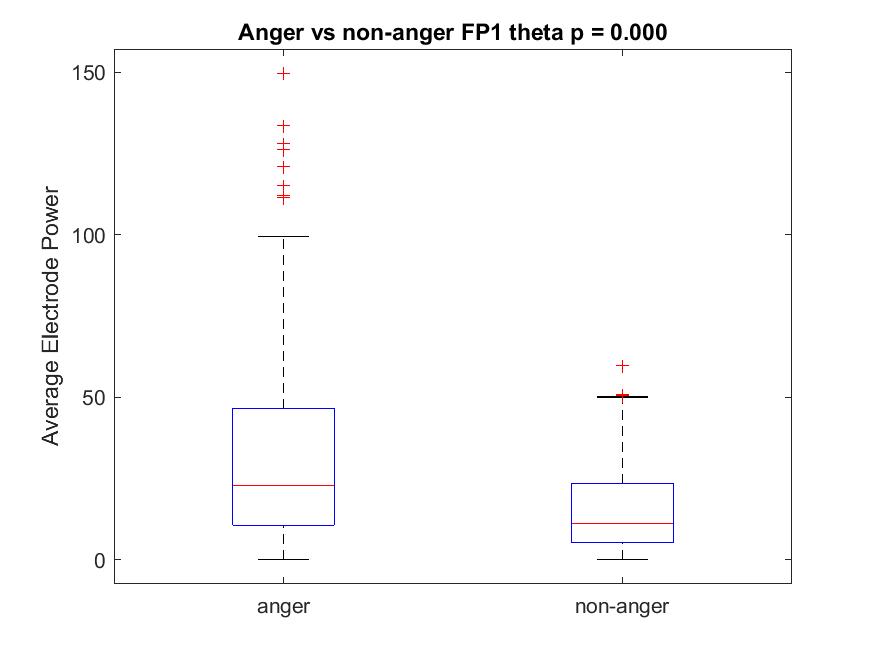 Anger vs non-anger FP1 theta p = 0.000
Average Electrode Power
150
100
50
0
anger
non-anger